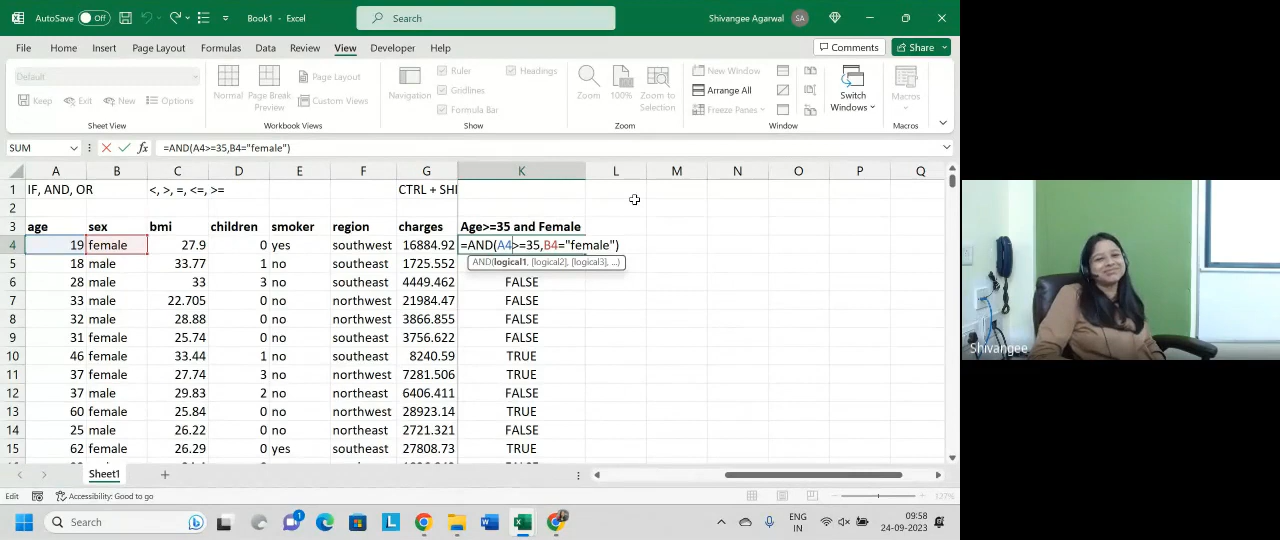 AutoSave Off Book1 - Excel Search Shivangee Agarwal SA
File Home Insert Page Layout Formulas Data Review View Developer Help Comments Share
Default Keep Exit New Options
Sheet View
Normal Page Break Preview Page Layout Custom Views
Workbook Views
Navigation Ruler Gridlines Formula Bar Headings
Show
Zoom 100% Zoom to Selection
Zoom
New Window Arrange All Freeze Panes Switch Windows
Window
Macros
Macros
SUM fx =AND(A4>=35,B4="female")
A B C D E F G K L M N O P Q
1 IF, AND, OR <, >, =, <=, >= CTRL + SHI
2
3 age sex bmi children smoker region charges Age>=35 and Female
4 19 female 27.9 0 yes southwest 16884.92 =AND(A4>=35,B4="female")
5 18 male 33.77 1 no southeast 1725.552 AND(logical1, [logical2], [logical3], ...)
6 28 male 33 3 no southeast 4449.462 FALSE
7 33 male 22.705 0 no northwest 21984.47 FALSE
8 32 male 28.88 0 no northwest 3866.855 FALSE
9 31 female 25.74 0 no southeast 3756.622 FALSE
10 46 female 33.44 1 no southeast 8240.59 TRUE
11 37 female 27.74 3 no northwest 7281.506 TRUE
12 37 male 29.83 2 no northeast 6406.411 FALSE
13 60 female 25.84 0 no northwest 28923.14 TRUE
14 25 male 26.22 0 no northeast 2721.321 FALSE
15 62 female 26.29 0 yes southeast 27808.73 TRUE
Sheet1
Edit Accessibility: Good to go 127%
Search 1 L ENG IN 09:58 24-09-2023
Shivangee